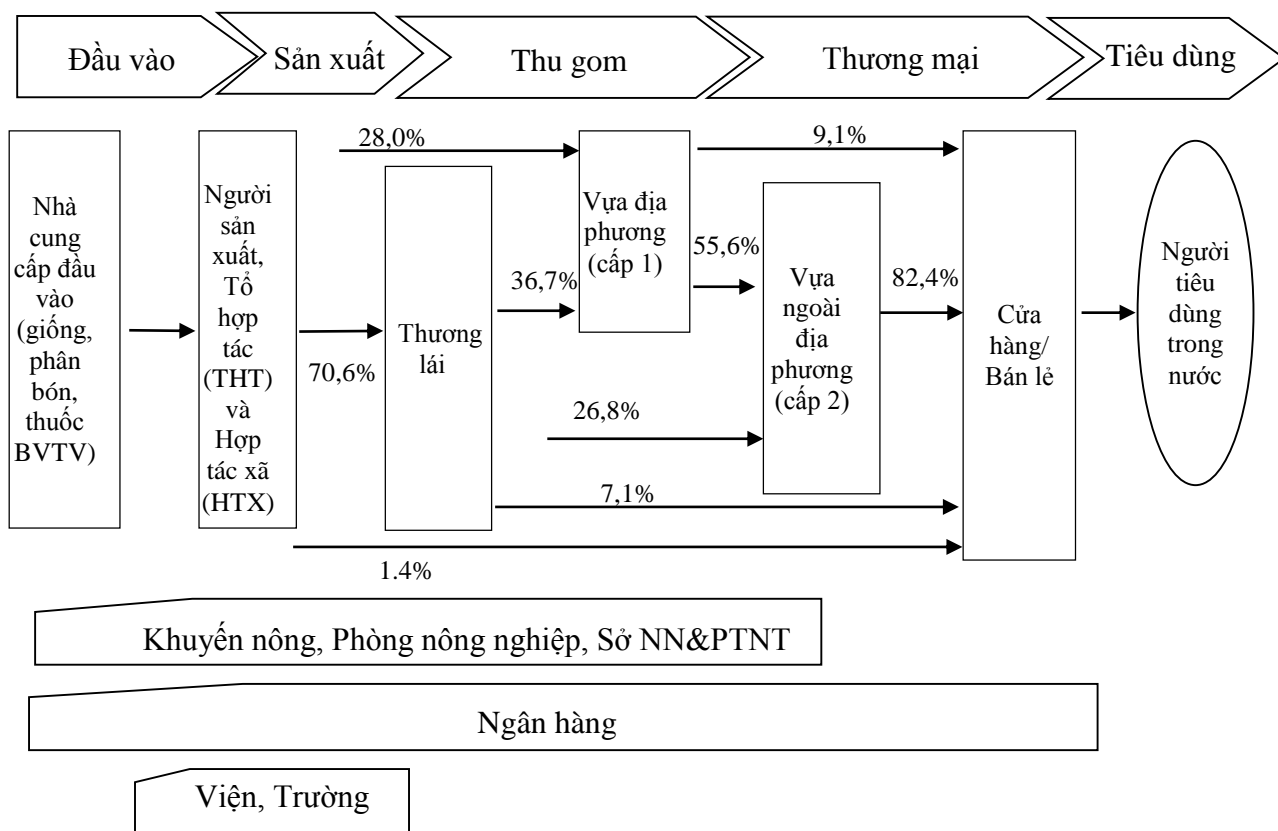 Đầu vào
Sản xuất
Thu gom
Thương mại
Tiêu dùng
Nhà
cung
cấp đầu
vào
(giống,
phân
bón,
thuốc
BVTV)
Người
sản
xuất,
Tổ
hợp
tác
(THT)
và
Hợp
tác xã
(HTX)
28,0%
70,6%
Thương
lái
36,7%
Vựa địa
phương
(cấp 1)
9,1%
55,6%
Vựa
ngoài
địa
phương
(cấp 2)
82,4%
26,8%
7,1%
1.4%
Cửa
hàng/
Bán lẻ
Người
tiêu
dùng
trong
nước
Khuyến nông, Phòng nông nghiệp, Sở NN&PTNT
Ngân hàng
Viện, Trường